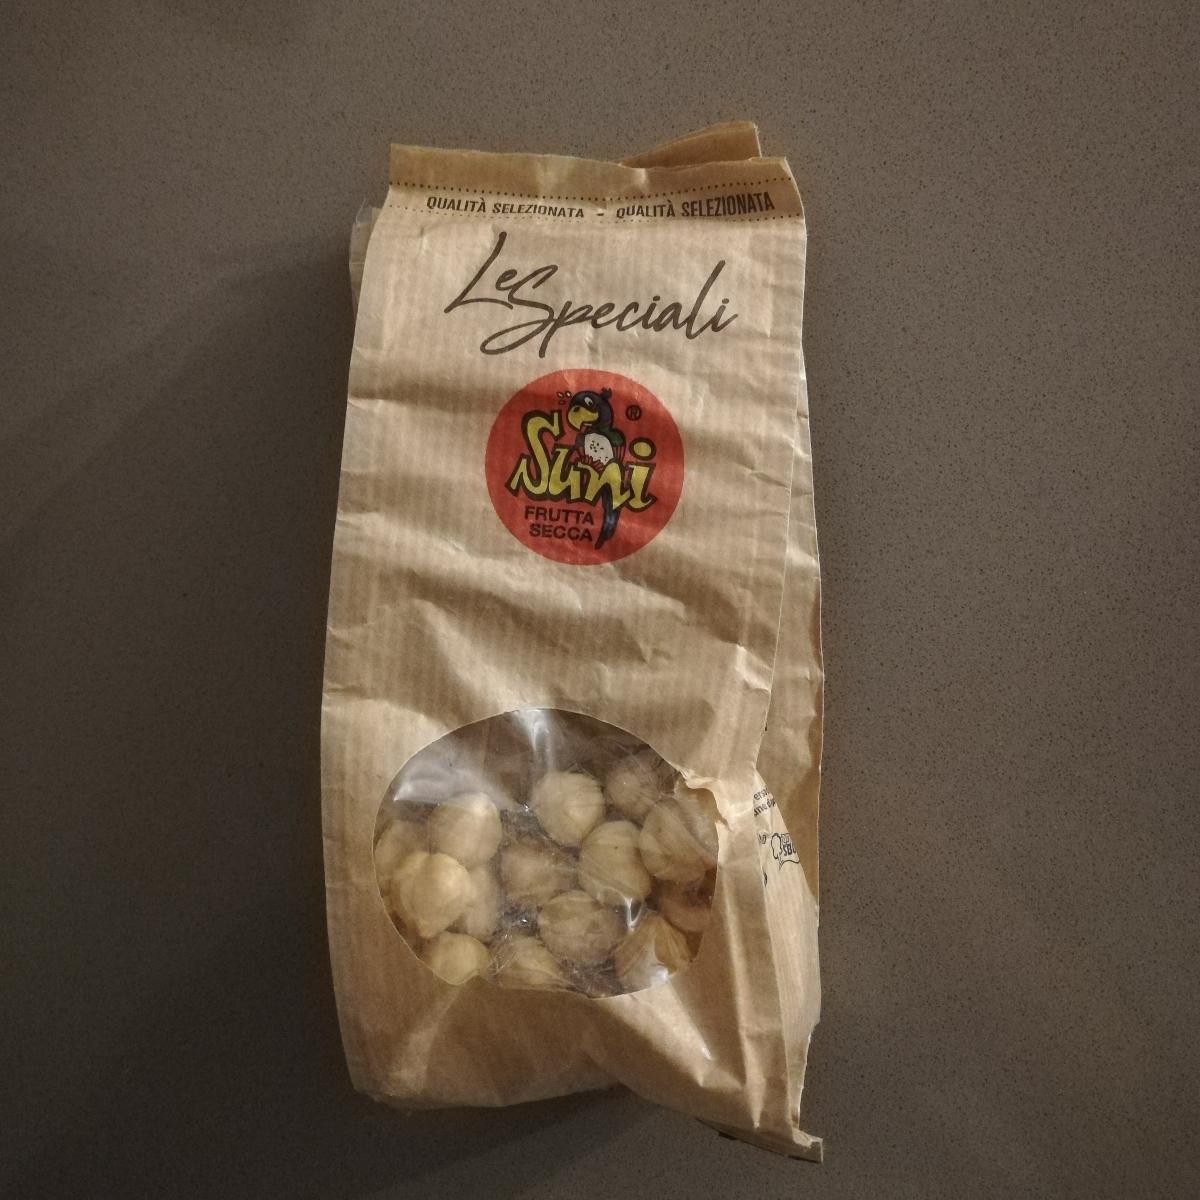 QUALITÀ SELEZIONATA - QUALITÀ SELEZIONATA
Le
Speciali
®
Suni
FRUTTA
SECCA